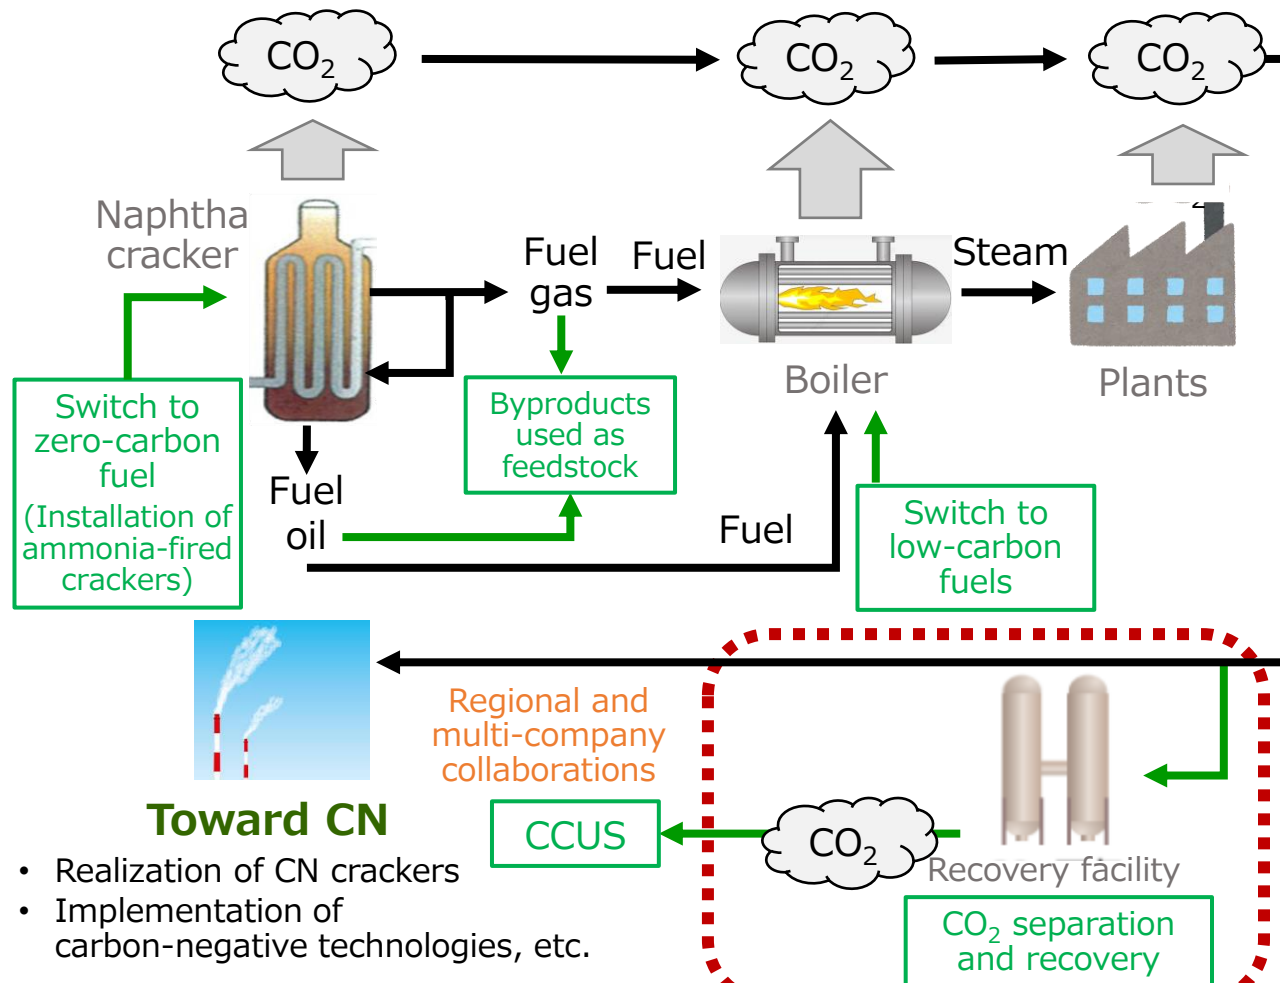 CO₂
CO₂
CO₂
Naphtha
cracker
Fuel
gas
Fuel
Steam
2
Boiler
Plants
Switch to
zero-carbon
fuel
(Installation of
ammonia-fired
crackers)
Byproducts
used as
feedstock
Fuel
oil
Fuel
Switch to
low-carbon
fuels
Regional and
multi-company
collaborations
Toward CN
CCUS
CO₂
Recovery facility
CO₂ separation
and recovery
• Realization of CN crackers
• Implementation of
carbon-negative technologies, etc.